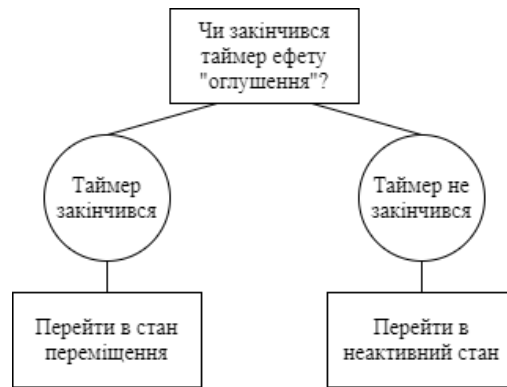 Чи закінчився
таймер ефету
"оглушення"?
Таймер
закінчився
Таймер не
закінчився
Перейти в стан
переміщення
Перейти в
неактивний стан